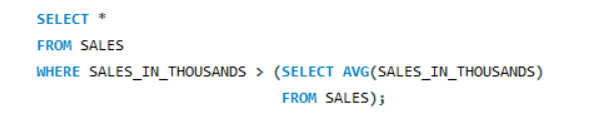 SELECT *
FROM SALES
WHERE SALES_IN_THOUSANDS > (SELECT AVG(SALES_IN_THOUSANDS)
FROM SALES);